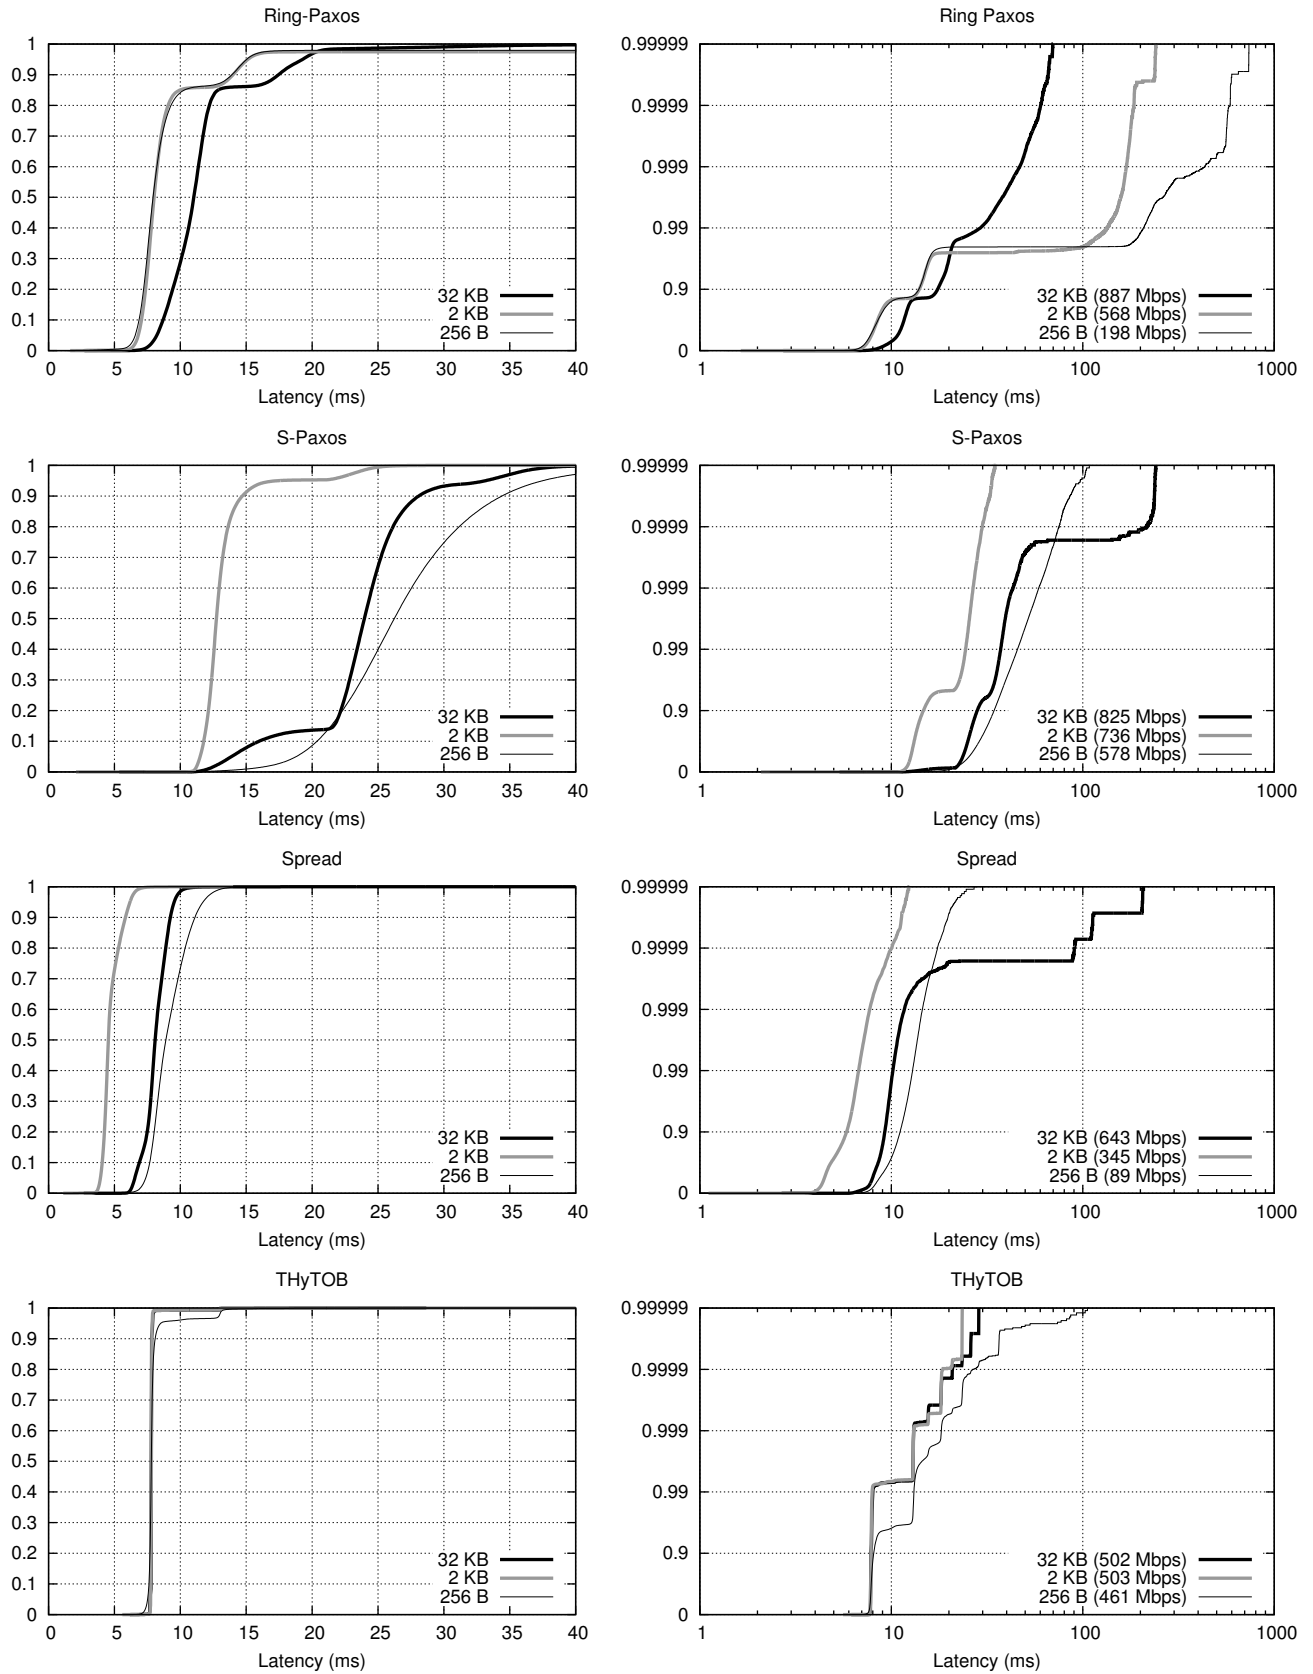 Ring-Paxos
1
0.9
0.8
0.7
0.6
0.5
0.4
0.3
0.2
0.1
0
32 KB
2 KB
256 B
0 5 10 15 20 25 30 35 40
Latency (ms)
Ring Paxos
0.99999
0.9999
0.999
0.99
0.9
0
32 KB (887 Mbps)
2 KB (568 Mbps)
256 B (198 Mbps)
1 10 100 1000
Latency (ms)
S-Paxos
1
0.9
0.8
0.7
0.6
0.5
0.4
0.3
0.2
0.1
0
32 KB
2 KB
256 B
0 5 10 15 20 25 30 35 40
Latency (ms)
S-Paxos
0.99999
0.9999
0.999
0.99
0.9
0
32 KB (825 Mbps)
2 KB (736 Mbps)
256 B (578 Mbps)
1 10 100 1000
Latency (ms)
Spread
1
0.9
0.8
0.7
0.6
0.5
0.4
0.3
0.2
0.1
0
32 KB
2 KB
256 B
0 5 10 15 20 25 30 35 40
Latency (ms)
Spread
0.99999
0.9999
0.999
0.99
0.9
0
32 KB (643 Mbps)
2 KB (345 Mbps)
256 B (89 Mbps)
1 10 100 1000
Latency (ms)
THyTOB
1
0.9
0.8
0.7
0.6
0.5
0.4
0.3
0.2
0.1
0
32 KB
2 KB
256 B
0 5 10 15 20 25 30 35 40
Latency (ms)
THyTOB
0.99999
0.9999
0.999
0.99
0.9
0
32 KB (502 Mbps)
2 KB (503 Mbps)
256 B (461 Mbps)
1 10 100 1000
Latency (ms)